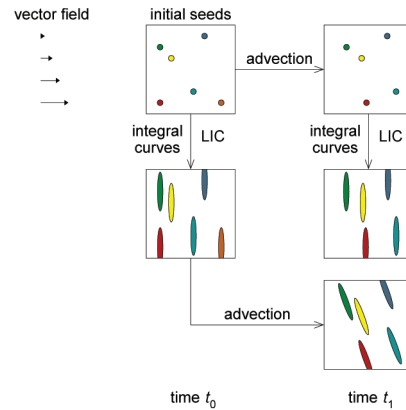 vector field
initial seeds
advection
integral curves
LIC
integral curves
LIC
advection
time t0
time t1